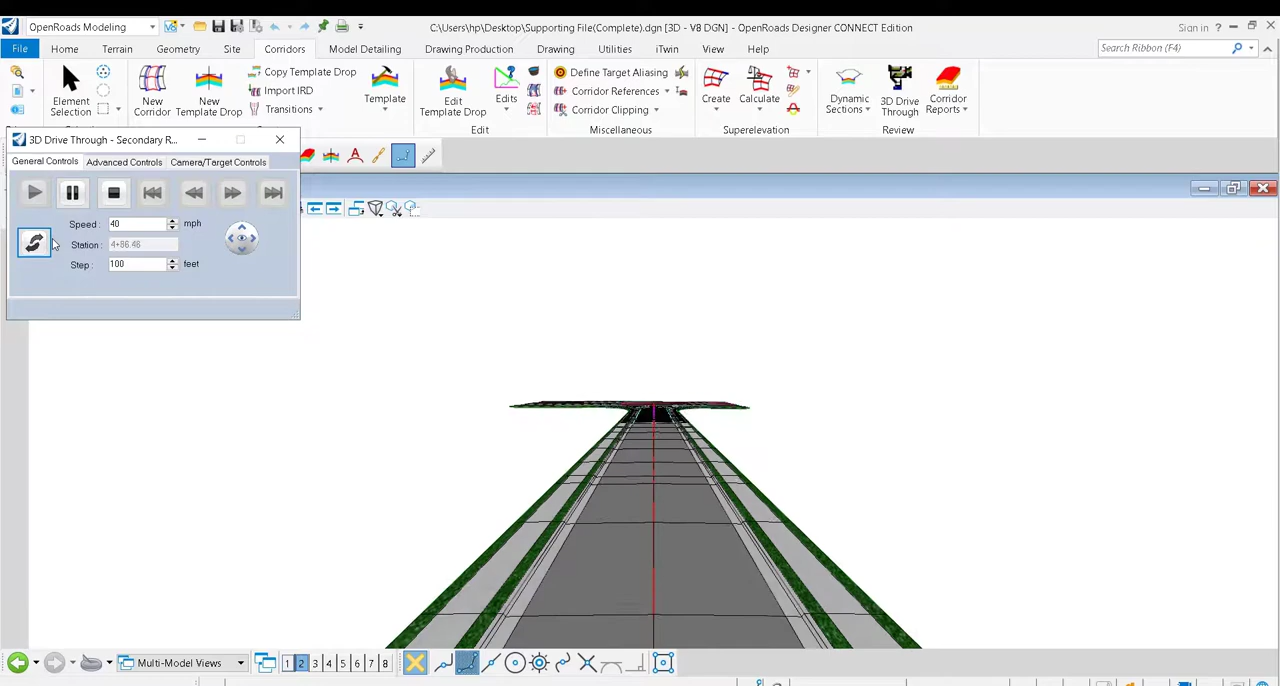 OpenRoads Modeling
C:\Users\hp\Desktop\Supporting File(Complete).dgn [3D - V8 DGN] - OpenRoads Designer CONNECT Edition
Sign in ?
File Home Terrain Geometry Site Corridors Model Detailing Drawing Production Drawing Utilities iTwin View Help
Search Ribbon (F4)
Element Selection
New Corridor
New Template Drop
Copy Template Drop
Import IRD
Transitions
Template
Edit Template Drop
Edits
Define Target Aliasing
Corridor References
Corridor Clipping
Create
Calculate
Dynamic Sections
3D Drive Through
Corridor Reports
Edit
Miscellaneous
Superelevation
Review
3D Drive Through - Secondary R...
General Controls Advanced Controls Camera/Target Controls
Speed : 40 mph
Station : 4+86.46
Step : 100 feet
Multi-Model Views
1 2 3 4 5 6 7 8